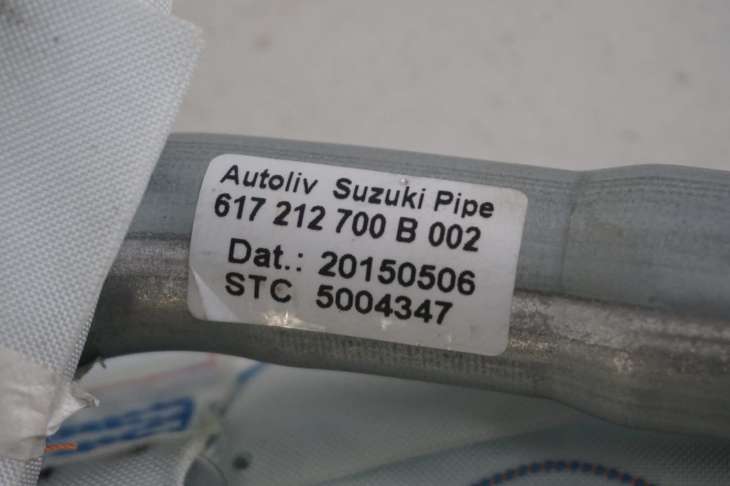 Autoliv Suzuki Pipe
617 212 700 B 002
Dat.: 20150506
STC 5004347